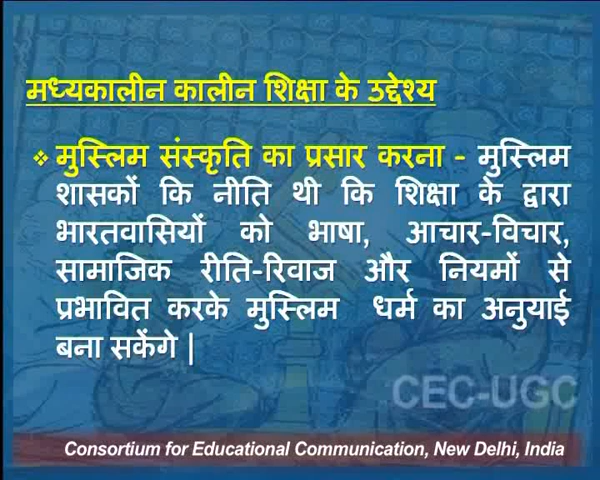 मध्यकालीन कालीन शिक्षा के उद्देश्य
❖ मुस्लिम संस्कृति का प्रसार करना - मुस्लिम
शासकों कि नीति थी कि शिक्षा के द्वारा
भारतवासियों को भाषा, आचार-विचार,
सामाजिक रीति-रिवाज और नियमों से
प्रभावित करके मुस्लिम धर्म का अनुयाई
बना सकेंगे |
CEC-UGC
Consortium for Educational Communication, New Delhi, India